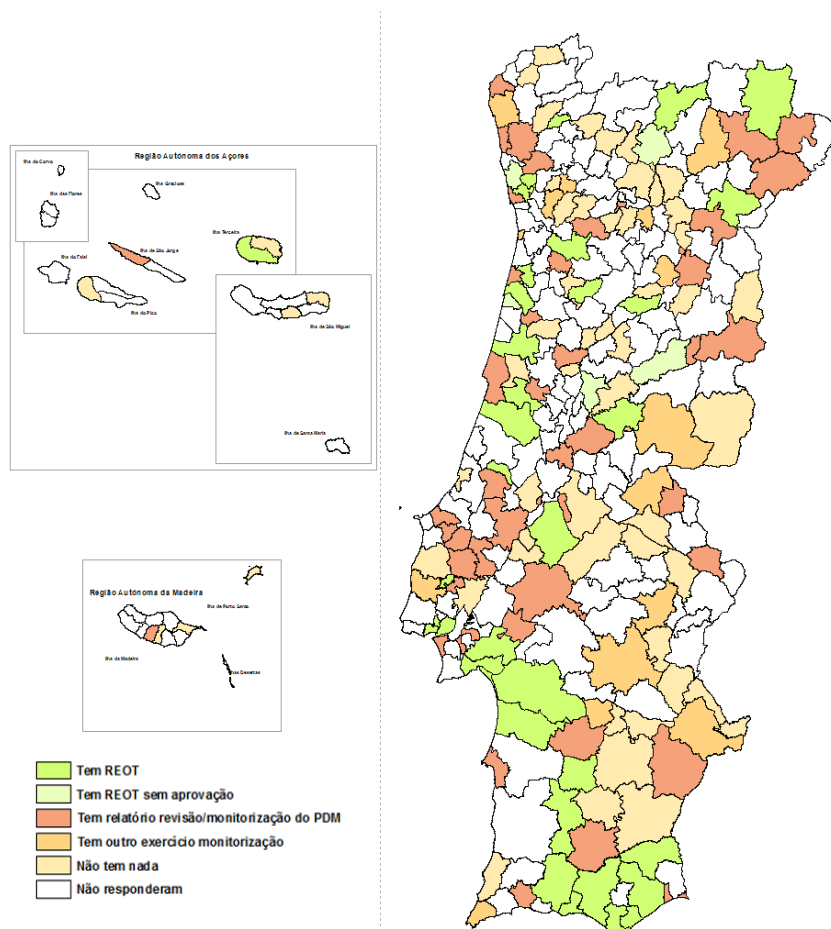 Região Autónoma dos Açores
Ilha do Corvo
Ilha das Flores
Ilha Graciosa
Ilha Terceira
Ilha de São Jorge
Ilha do Faial
Ilha do Pico
Ilha de São Miguel
Ilha de Santa Maria
Região Autónoma da Madeira
Ilha de Porto Santo
Ilha da Madeira
Ilhas Desertas
Tem REOT
Tem REOT sem aprovação
Tem relatório revisão/monitorização do PDM
Tem outro exercício monitorização
Não tem nada
Não responderam